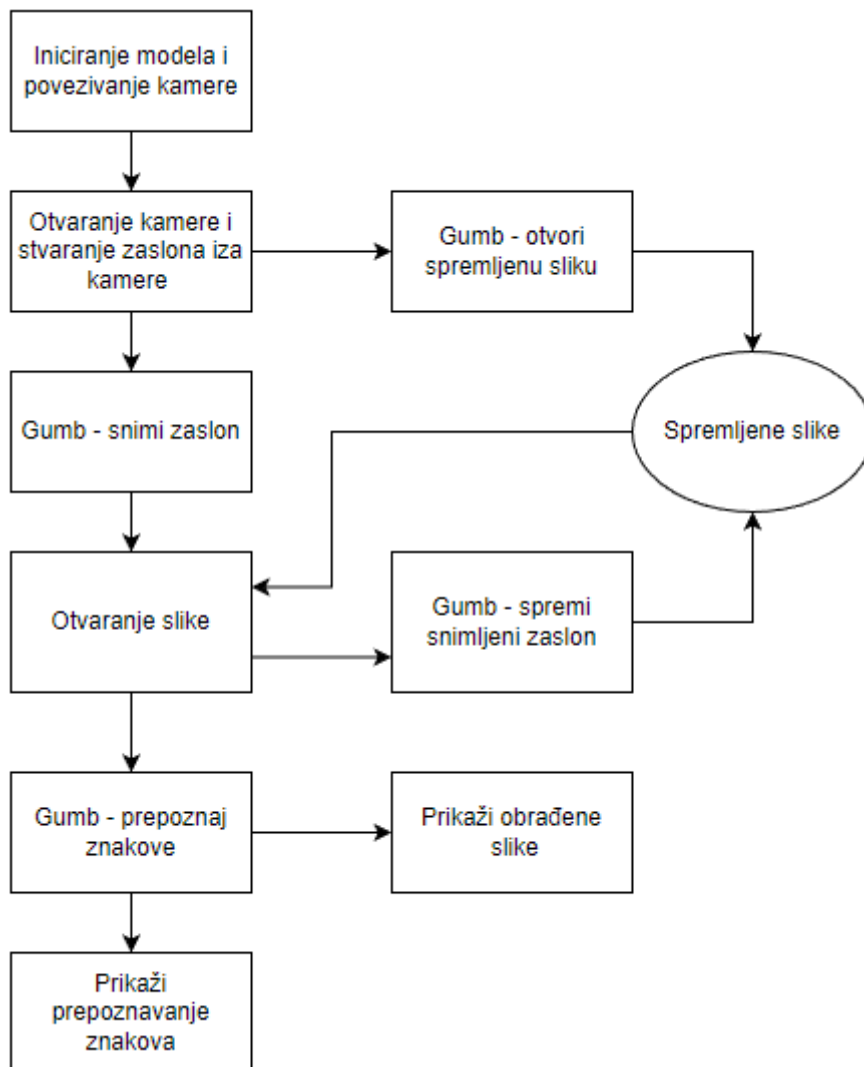 Iniciranje modela i
povezivanje kamere
Otvaranje kamere i
stvaranje zaslona iza
kamere
Gumb - otvori
spremljenu sliku
Gumb - snimi zaslon
Spremljene slike
Otvaranje slike
Gumb - spremi
snimljeni zaslon
Gumb - prepoznaj
znakove
Prikaži obrađene
slike
Prikaži
prepoznavanje
znakova